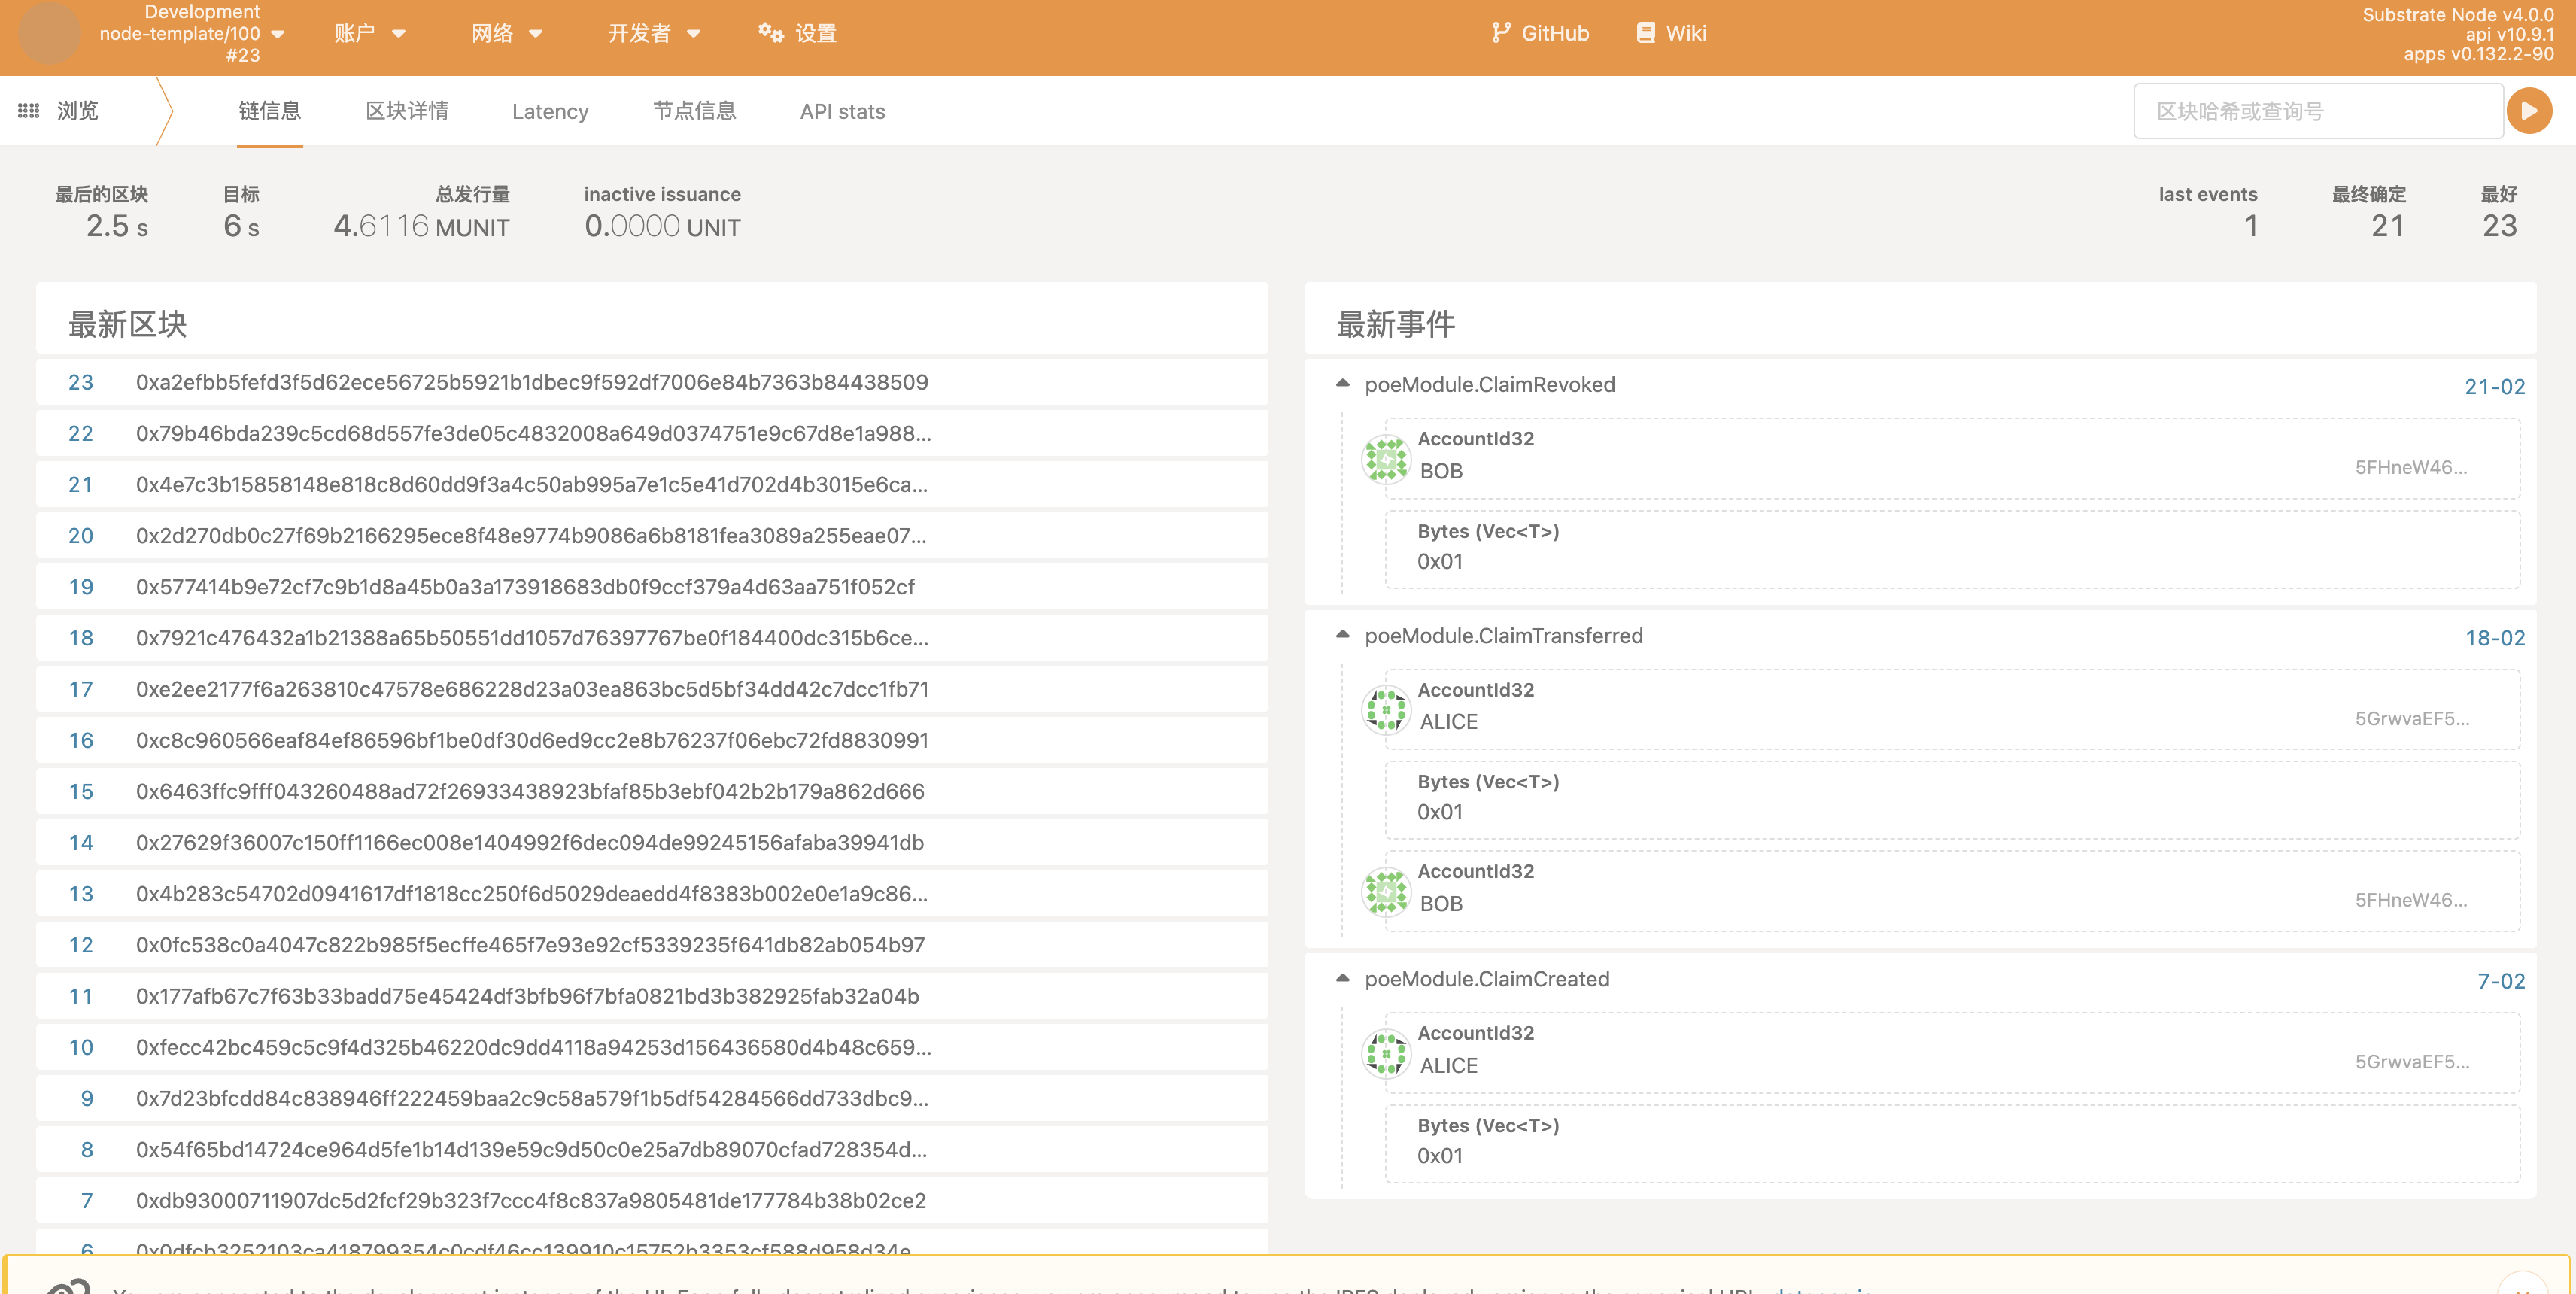 Development
node-template/100
#23
账户
网络
开发者
设置
GitHub
Wiki
Substrate Node v4.0.0
api v10.9.1
apps v0.132.2-90
浏览
链信息
区块详情
Latency
节点信息
API stats
区块哈希或查询号
最后的区块
2.5 s
目标
6 s
总发行量
4.6116 MUNIT
inactive issuance
0.0000 UNIT
last events
1
最终确定
21
最好
23
最新区块
23 0xa2efbb5fefd3f5d62ece56725b5921b1dbec9f592df7006e84b7363b84438509
22 0x79b46bda239c5cd68d557fe3de05c4832008a649d0374751e9c67d8e1a988...
21 0x4e7c3b15858148e818c8d60dd9f3a4c50ab995a7e1c5e41d702d4b3015e6ca...
20 0x2d270db0c27f69b2166295ece8f48e9774b9086a6b8181fea3089a255eae07...
19 0x577414b9e72cf7c9b1d8a45b0a3a173918683db0f9ccf379a4d63aa751f052cf
18 0x7921c476432a1b21388a65b50551dd1057d76397767be0f184400dc315b6ce...
17 0xe2ee2177f6a263810c47578e686228d23a03ea863bc5d5bf34dd42c7dcc1fb71
16 0xc8c960566eaf84ef86596bf1be0df30d6ed9cc2e8b76237f06ebc72fd8830991
15 0x6463ffc9fff043260488ad72f26933438923bfaf85b3ebf042b2b179a862d666
14 0x27629f36007c150ff1166ec008e1404992f6dec094de99245156afaba39941db
13 0x4b283c54702d0941617df1818cc250f6d5029deaedd4f8383b002e0e1a9c86...
12 0x0fc538c0a4047c822b985f5ecffe465f7e93e92cf5339235f641db82ab054b97
11 0x177afb67c7f63b33badd75e45424df3bfb96f7bfa0821bd3b382925fab32a04b
10 0xfecc42bc459c5c9f4d325b46220dc9dd4118a94253d156436580d4b48c659...
9 0x7d23bfcdd84c838946ff222459baa2c9c58a579f1b5df54284566dd733dbc9...
8 0x54f65bd14724ce964d5fe1b14d139e59c9d50c0e25a7db89070cfad728354d...
7 0xdb93000711907dc5d2fcf29b323f7ccc4f8c837a9805481de177784b38b02ce2
6
最新事件
poeModule.ClaimRevoked
21-02
AccountId32
BOB
5FHneW46...
Bytes (Vec<T>)
0x01
poeModule.ClaimTransferred
18-02
AccountId32
ALICE
5GrwvaEF5...
Bytes (Vec<T>)
0x01
AccountId32
BOB
5FHneW46...
poeModule.ClaimCreated
7-02
AccountId32
ALICE
5GrwvaEF5...
Bytes (Vec<T>)
0x01